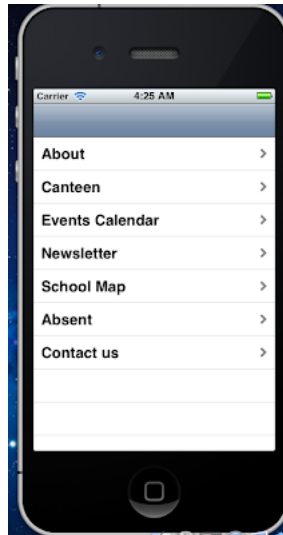 Carrier 4:25 AM
About
Canteen
Events Calendar
Newsletter
School Map
Absent
Contact us